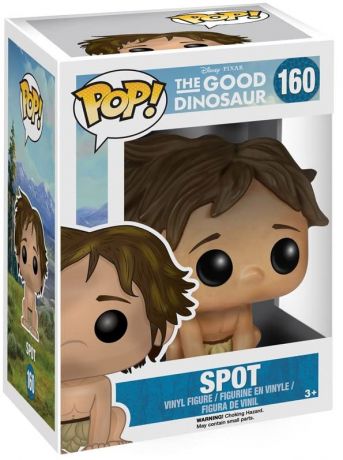 POP!
Disney · PIXAR
THE GOOD
DINOSAUR
160
SPOT
160
SPOT
VINYL FIGURE / FIGURINE EN VINYLE /
FIGURA DE VINIL
WARNING: CHOKING HAZARD.
May contain small parts.
3+